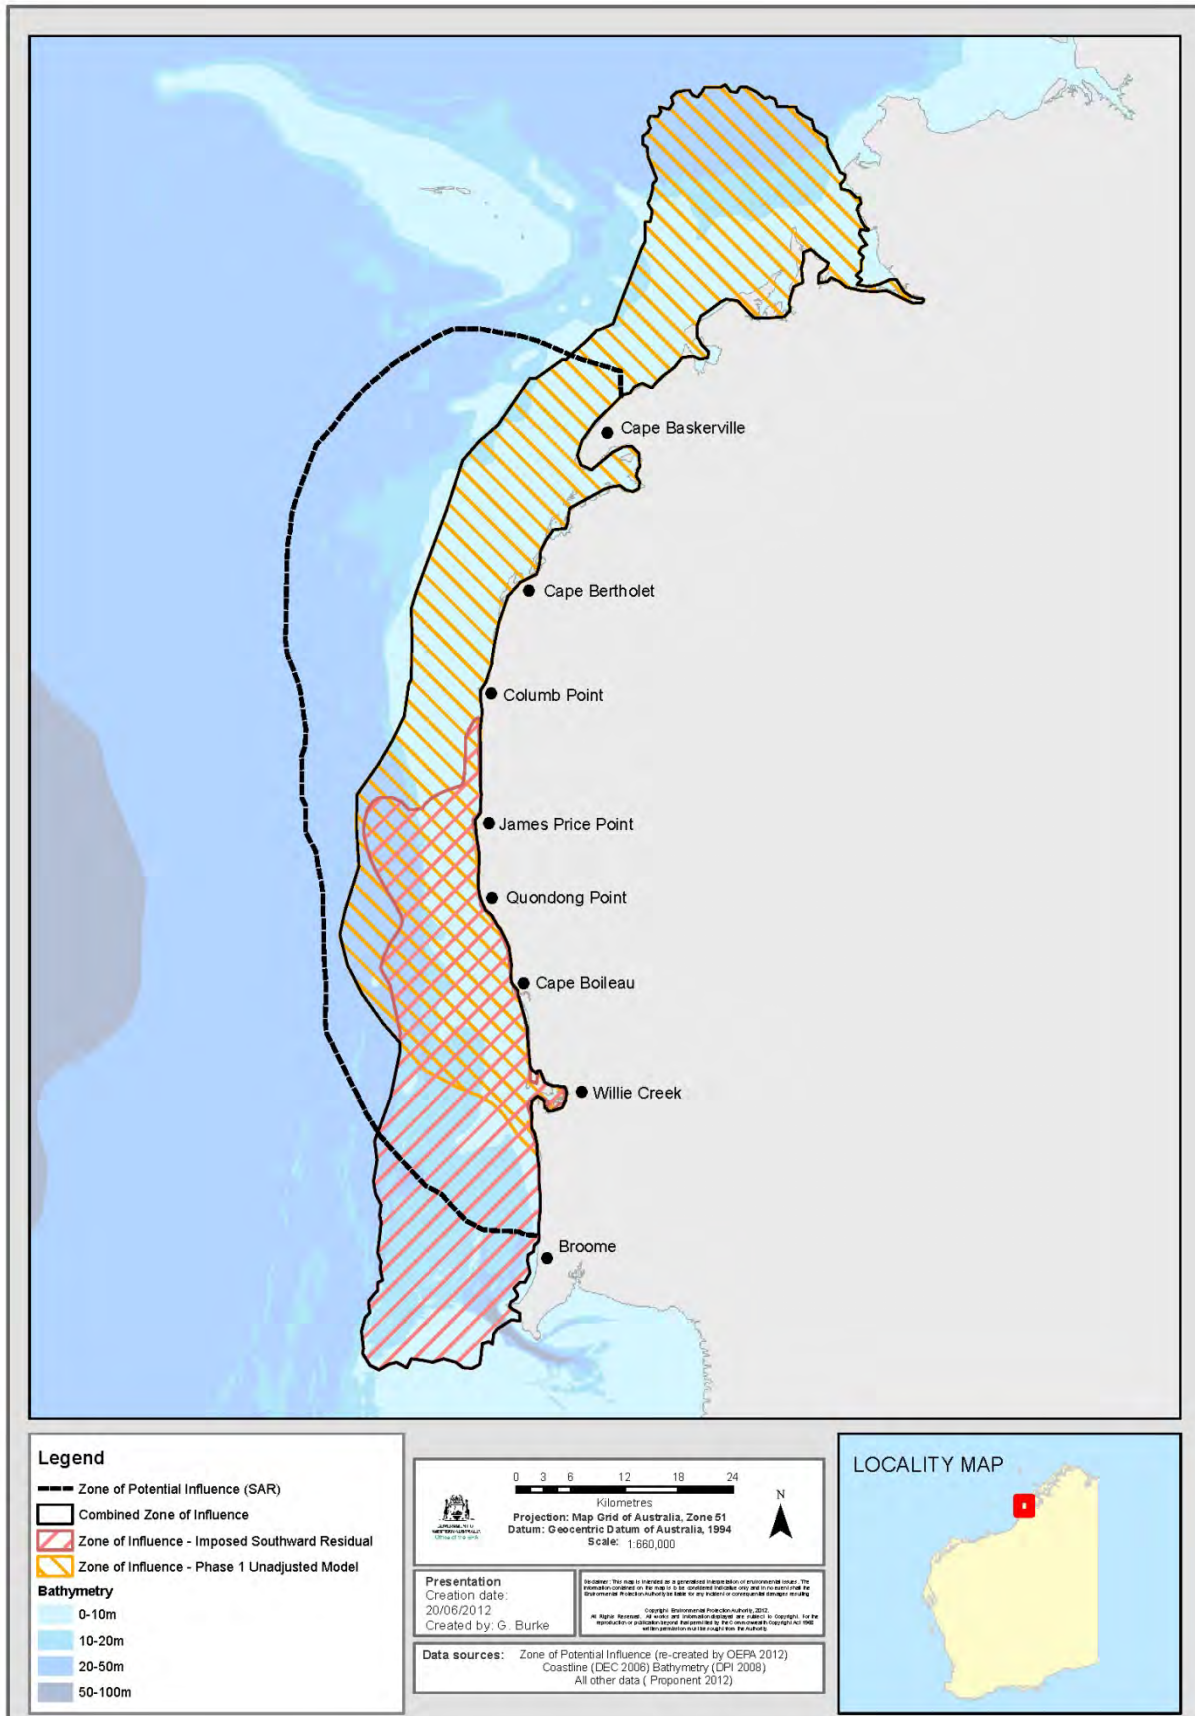 Cape Baskerville
Cape Bertholet
Columb Point
James Price Point
Quondong Point
Cape Boileau
Willie Creek
Broome
Legend
Zone of Potential Influence (SAR)
Combined Zone of Influence
Zone of Influence - Imposed Southward Residual
Zone of Influence - Phase 1 Unadjusted Model
Bathymetry
0-10m
10-20m
20-50m
50-100m
0 3 6 12 18 24
Kilometres
Projection: Map Grid of Australia, Zone 51
Datum: Geocentric Datum of Australia, 1994
Scale: 1:660,000
N
Presentation
Creation date:
20/06/2012
Created by: G. Burke
Copyright Environmental Protection Authority, 2012.
Data sources: Zone of Potential Influence (re-created by OEPA 2012)
Coastline (DEC 2006) Bathymetry (DPI 2008)
All other data ( Proponent 2012)
LOCALITY MAP